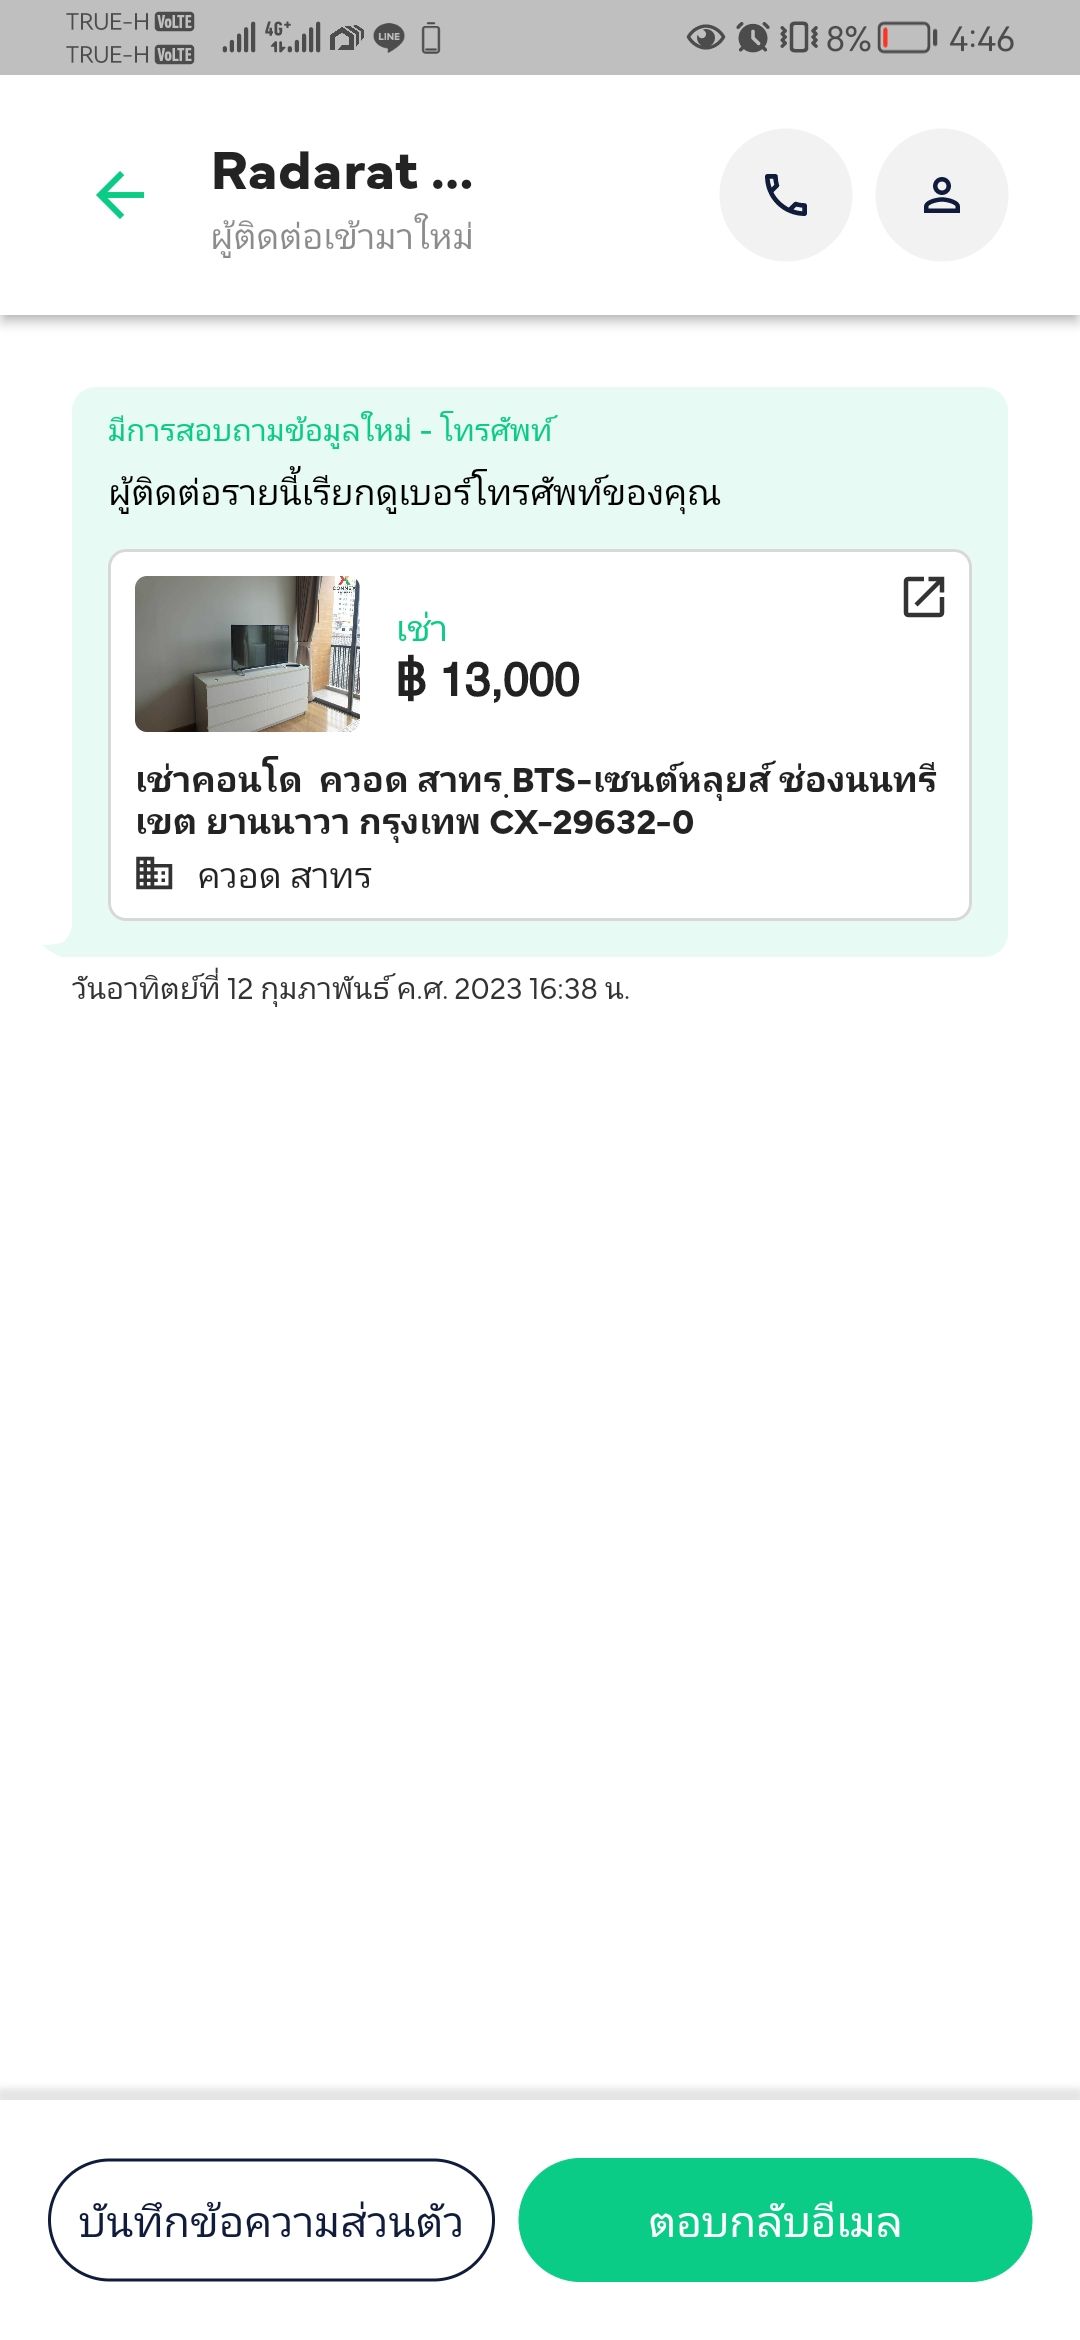 TRUE-H VoLTE
TRUE-H VoLTE
4G+
LINE
8%
4:46
Radarat ...
ผู้ติดต่อเข้ามาใหม่
มีการสอบถามข้อมูลใหม่ - โทรศัพท์
ผู้ติดต่อรายนี้เรียกดูเบอร์โทรศัพท์ของคุณ
เช่า
฿ 13,000
เช่าคอนโด ควอด สาทร ฺBTS-เซนต์หลุยส์ ช่องนนทรี
เขต ยานนาวา กรุงเทพ CX-29632-0
ควอด สาทร
วันอาทิตย์ที่ 12 กุมภาพันธ์ ค.ศ. 2023 16:38 น.
บันทึกข้อความส่วนตัว
ตอบกลับอีเมล